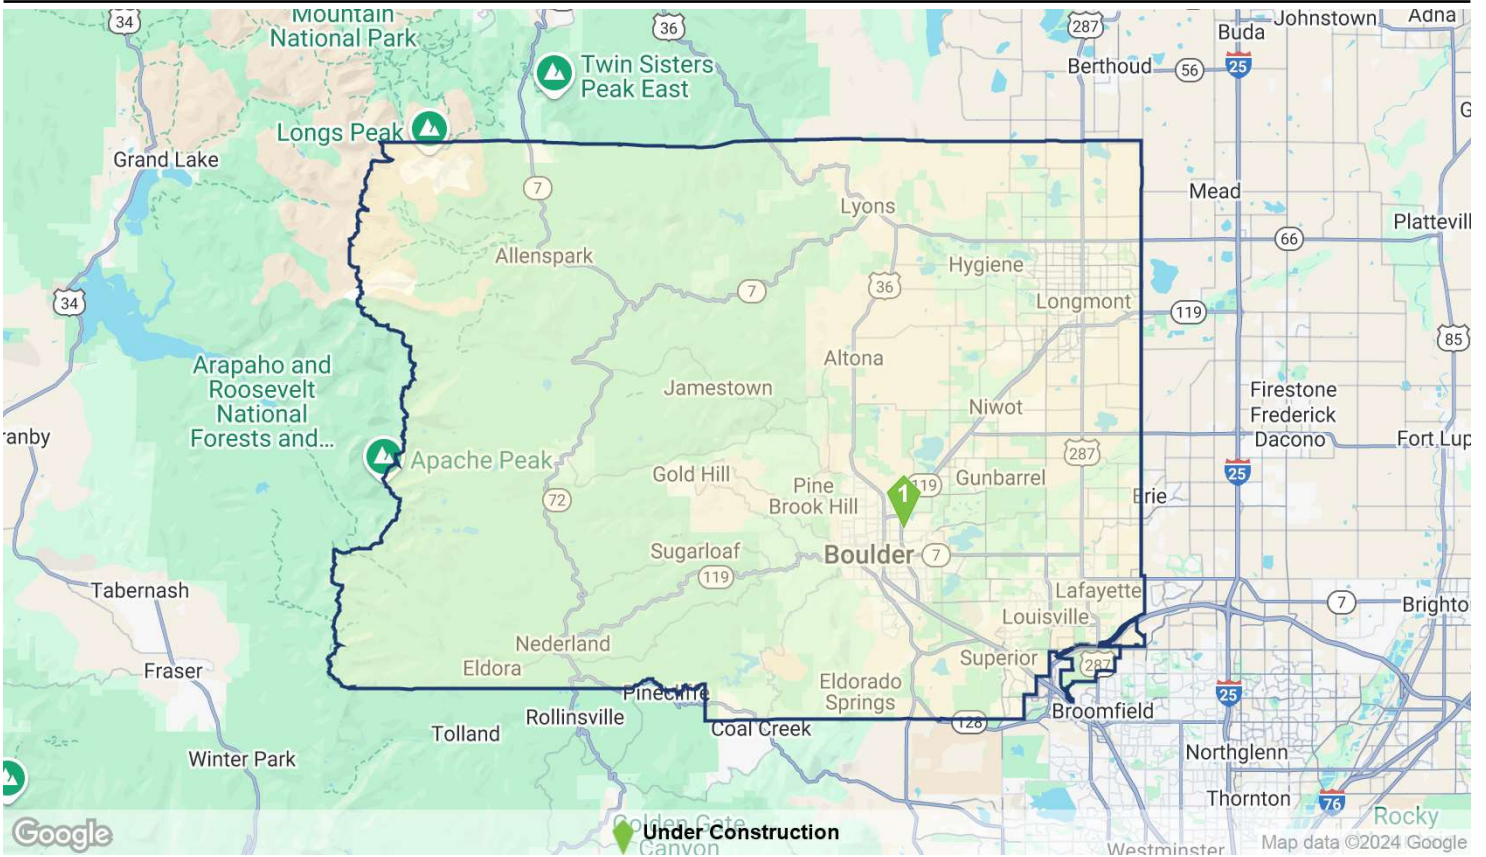 Mountain
National Park
34
36
287
Johnstown
Adna
Buda
25
Twin Sisters
Peak East
Berthoud
56
Longs Peak
Grand Lake
7
Mead
Lyons
Plattevill
66
Allenspark
Hygiene
36
7
Longmont
34
119
85
Altona
Arapaho and
Roosevelt
National
Forests and...
Jamestown
Firestone
Frederick
Dacono
Niwot
ranby
Fort Lup
287
Apache Peak
25
Gold Hill
Gunbarrel
119
Pine
Brook Hill
1
72
Erie
Sugarloaf
Boulder
7
119
Tabernash
Lafayette
7
Brighto
Louisville
Nederland
Superior
287
Eldora
Fraser
Eldorado
Springs
25
Pinecliffe
Broomfield
Rollinsville
128
Coal Creek
Tolland
Northglenn
Winter Park
Thornton
76
Rocky
Golden Gate
Canyon
Under Construction
Google
Map data ©2024 Google
Westminster